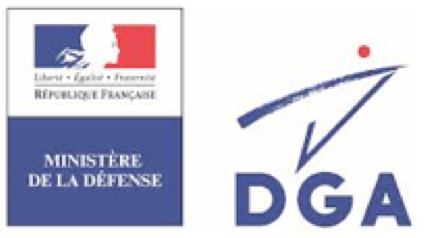 Liberté • Égalité • Fraternité
RÉPUBLIQUE FRANÇAISE
MINISTÈRE
DE LA DÉFENSE
DGA